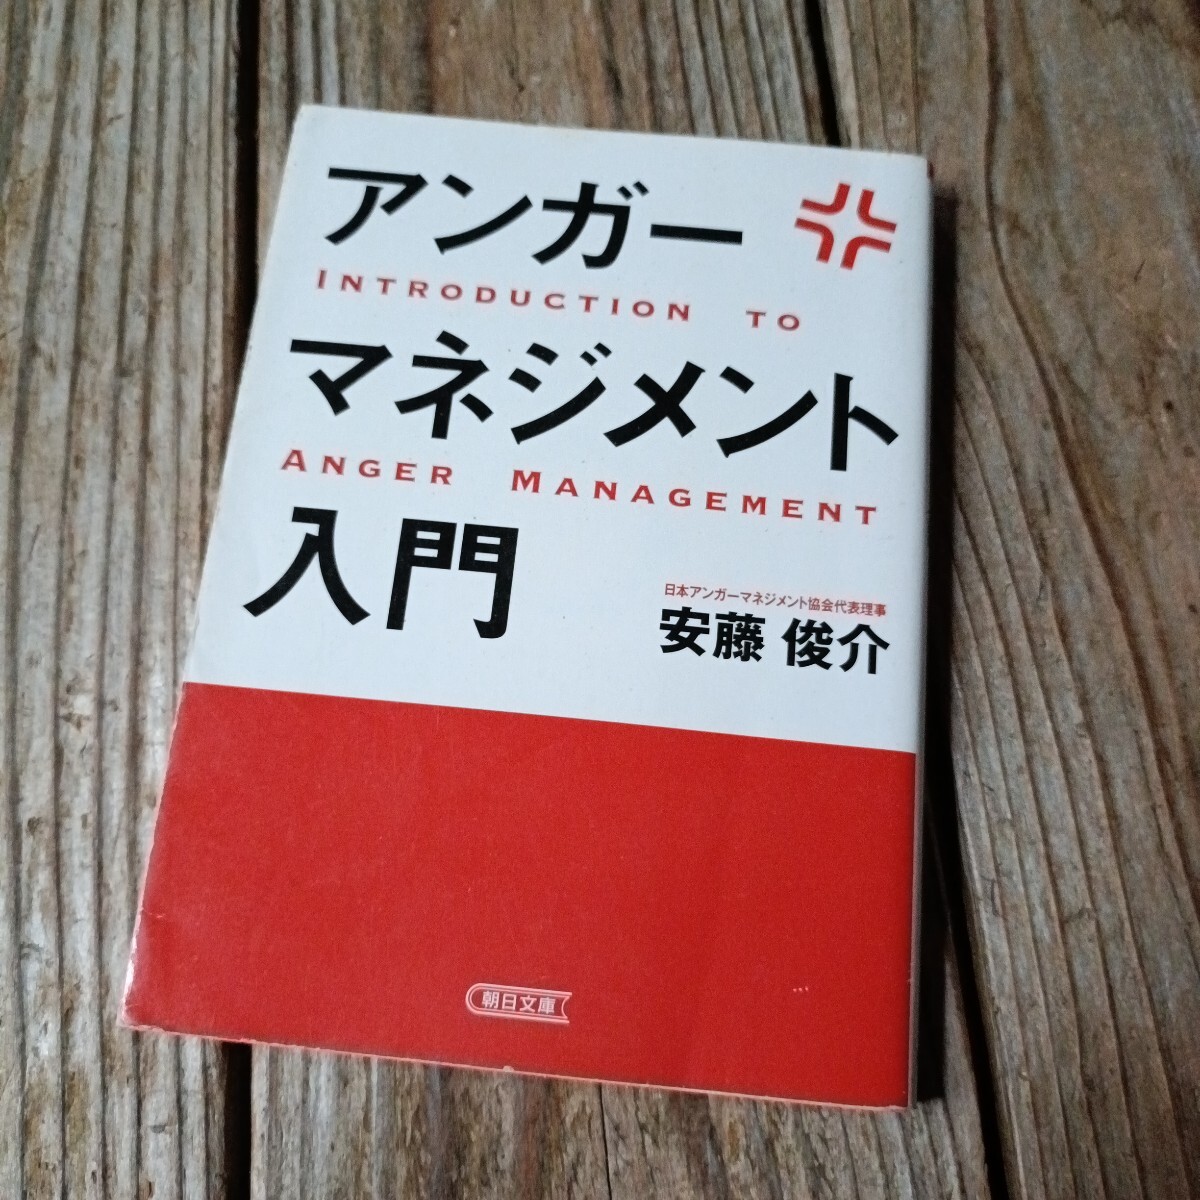 アンガー
INTRODUCTION TO
マネジメント
ANGER MANAGEMENT
入門
日本アンガーマネジメント協会代表理事
安藤 俊介
朝日文庫